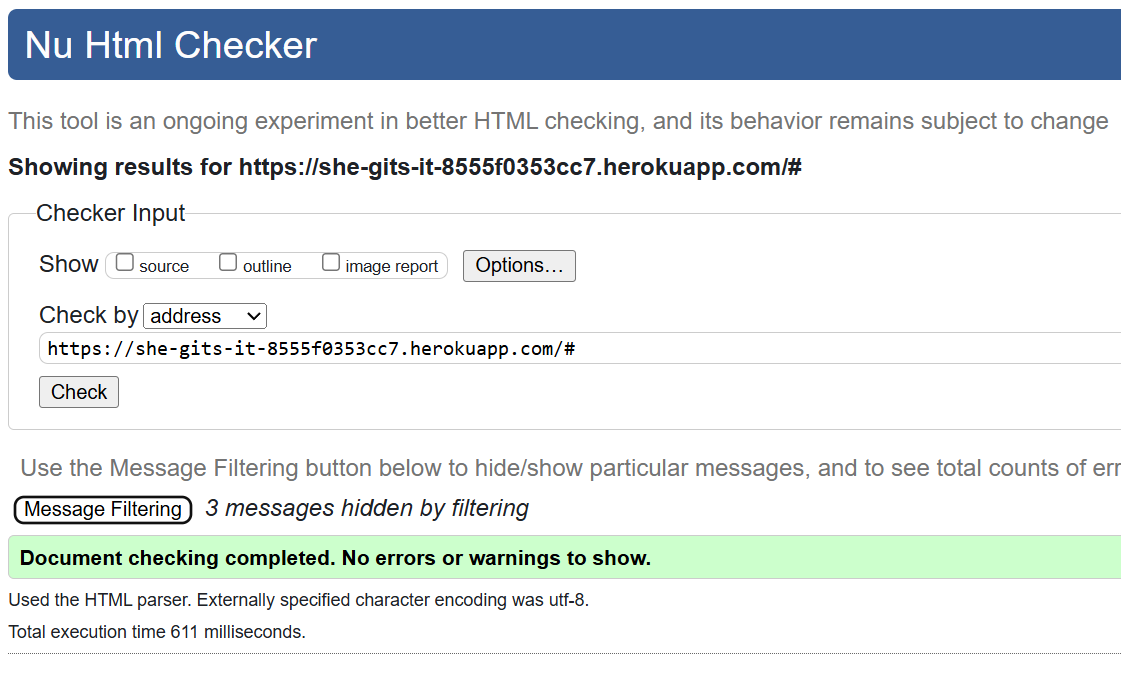 Nu Html Checker
This tool is an ongoing experiment in better HTML checking, and its behavior remains subject to change
Showing results for https://she-gits-it-8555f0353cc7.herokuapp.com/#
Checker Input
Show source outline image report Options…
Check by address
https://she-gits-it-8555f0353cc7.herokuapp.com/#
Check
Use the Message Filtering button below to hide/show particular messages, and to see total counts of err
Message Filtering 3 messages hidden by filtering
Document checking completed. No errors or warnings to show.
Used the HTML parser. Externally specified character encoding was utf-8.
Total execution time 611 milliseconds.